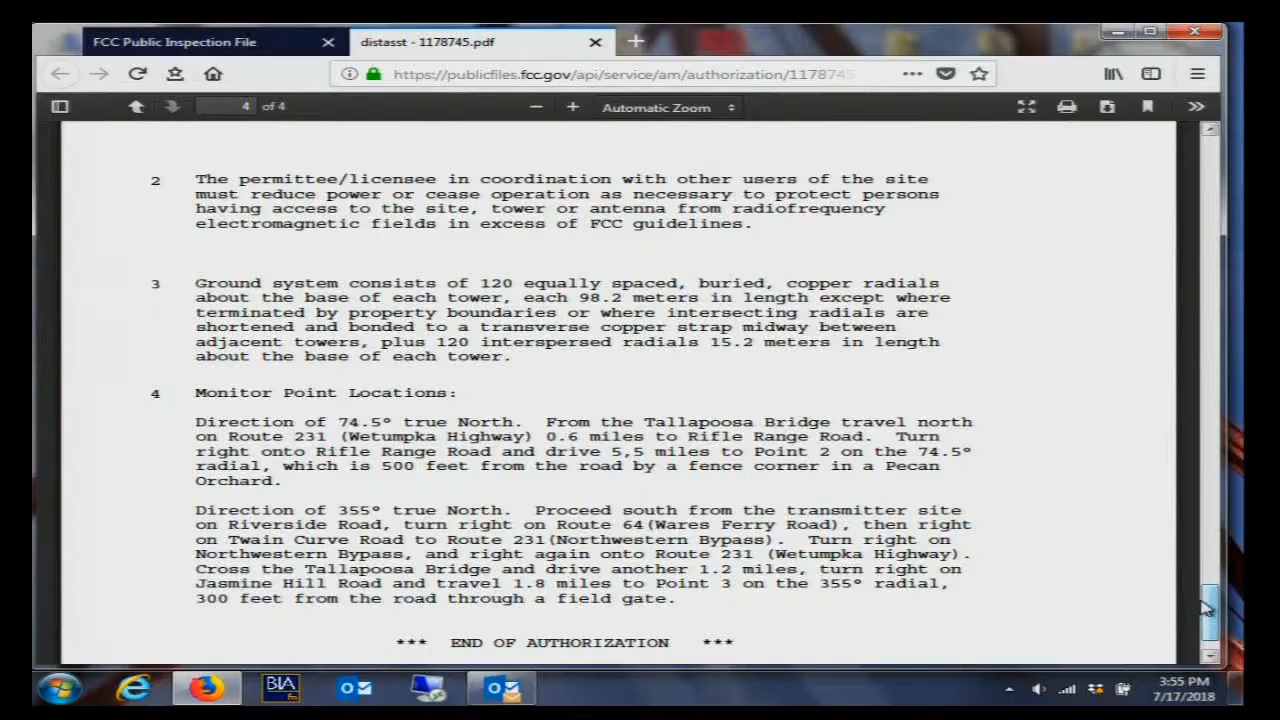 FCC Public Inspection File
distasst - 1178745.pdf
https://publicfiles.fcc.gov/api/service/am/authorization/1178745
4 of 4
Automatic Zoom
2 The permittee/licensee in coordination with other users of the site
must reduce power or cease operation as necessary to protect persons
having access to the site, tower or antenna from radiofrequency
electromagnetic fields in excess of FCC guidelines.
3 Ground system consists of 120 equally spaced, buried, copper radials
about the base of each tower, each 98.2 meters in length except where
terminated by property boundaries or where intersecting radials are
shortened and bonded to a transverse copper strap midway between
adjacent towers, plus 120 interspersed radials 15.2 meters in length
about the base of each tower.
4 Monitor Point Locations:
Direction of 74.5° true North. From the Tallapoosa Bridge travel north
on Route 231 (Wetumpka Highway) 0.6 miles to Rifle Range Road. Turn
right onto Rifle Range Road and drive 5,5 miles to Point 2 on the 74.5°
radial, which is 500 feet from the road by a fence corner in a Pecan
Orchard.
Direction of 355° true North. Proceed south from the transmitter site
on Riverside Road, turn right on Route 64(Wares Ferry Road), then right
on Twain Curve Road to Route 231(Northwestern Bypass). Turn right on
Northwestern Bypass, and right again onto Route 231 (Wetumpka Highway).
Cross the Tallapoosa Bridge and drive another 1.2 miles, turn right on
Jasmine Hill Road and travel 1.8 miles to Point 3 on the 355° radial,
300 feet from the road through a field gate.
*** END OF AUTHORIZATION ***
BIA
fn
3:55 PM
7/17/2018